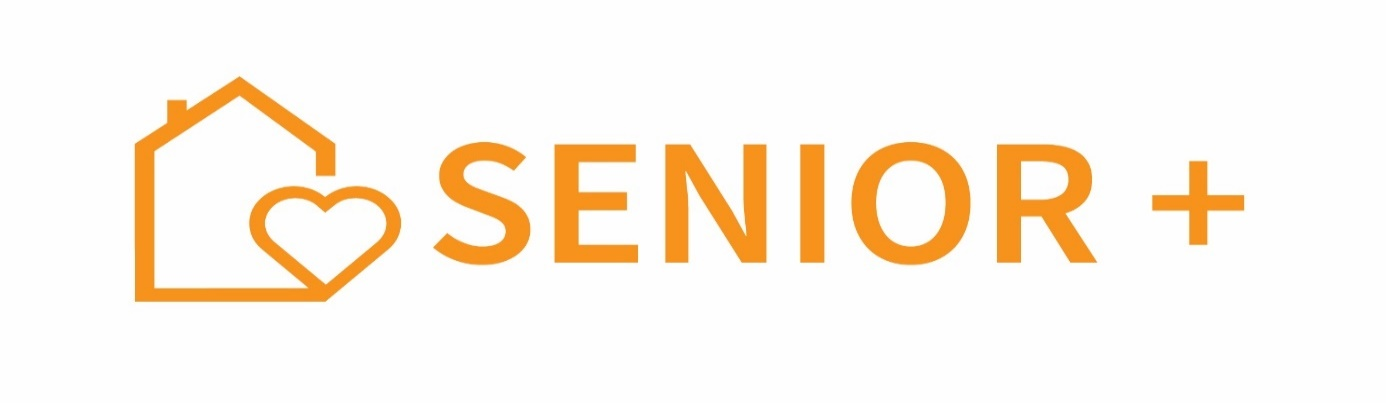 SENIOR +